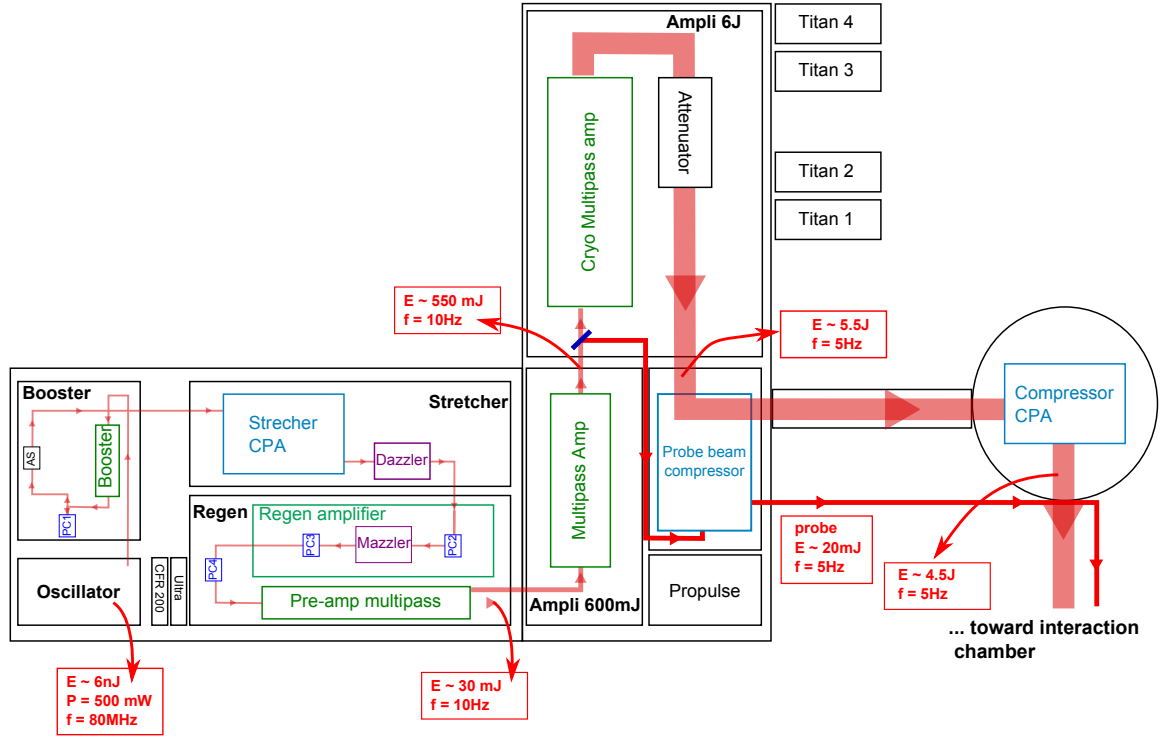 Ampli 6J
Titan 4
Titan 3
Titan 2
Titan 1
Attenuator
Cryo Multipass amp
E ~ 550 mJ
f = 10Hz
E ~ 5.5J
f = 5Hz
Booster
AS
Booster
PC1
Strecher
CPA
Stretcher
Dazzler
Regen
Regen amplifier
PC4
PC3
Mazzler
PC2
Pre-amp multipass
Oscillator
CFR 200
Ultra
Multipass Amp
Ampli 600mJ
Probe beam
compressor
Propulse
Compressor
CPA
probe
E ~ 20mJ
f = 5Hz
E ~ 4.5J
f = 5Hz
... toward interaction
chamber
E ~ 6nJ
P = 500 mW
f = 80MHz
E ~ 30 mJ
f = 10Hz